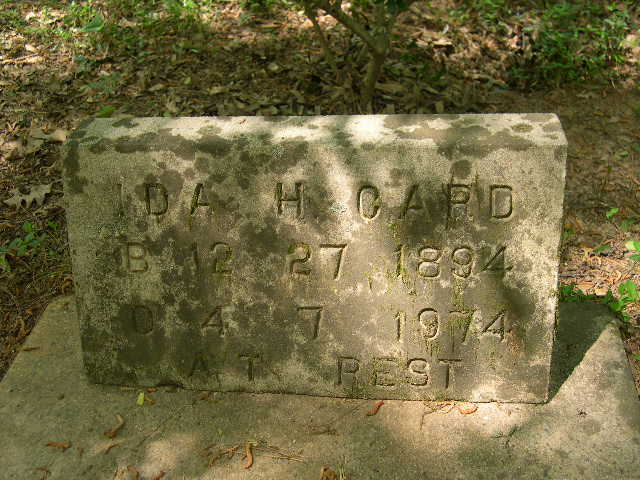 IDA H CARD
B 12 27 1894
D 4 7 1974
AT REST